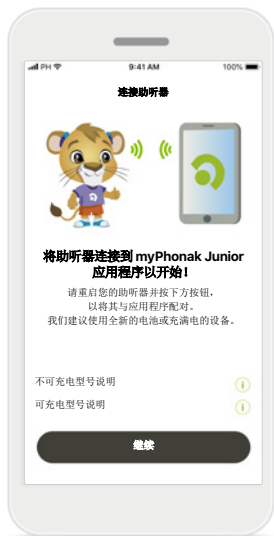 PH 9:41 AM 100%
连接助听器
将助听器连接到 myPhonak Junior
应用程序以开始！
请重启您的助听器并按下方按钮，
以将其与应用程序配对。
我们建议使用全新的电池或充满电的设备。
不可充电型号说明 i
可充电型号说明 i
继续